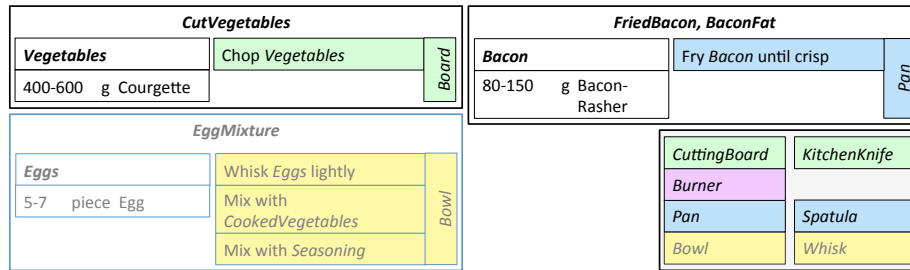 CutVegetables
Vegetables
Chop Vegetables
Board
400-600 g Courgette
FriedBacon, BaconFat
Bacon
Fry Bacon until crisp
Pan
80-150 g Bacon-
Rasher
EggMixture
Eggs
Whisk Eggs lightly
Bowl
5-7 piece Egg
Mix with
CookedVegetables
Mix with Seasoning
CuttingBoard KitchenKnife
Burner
Pan Spatula
Bowl Whisk